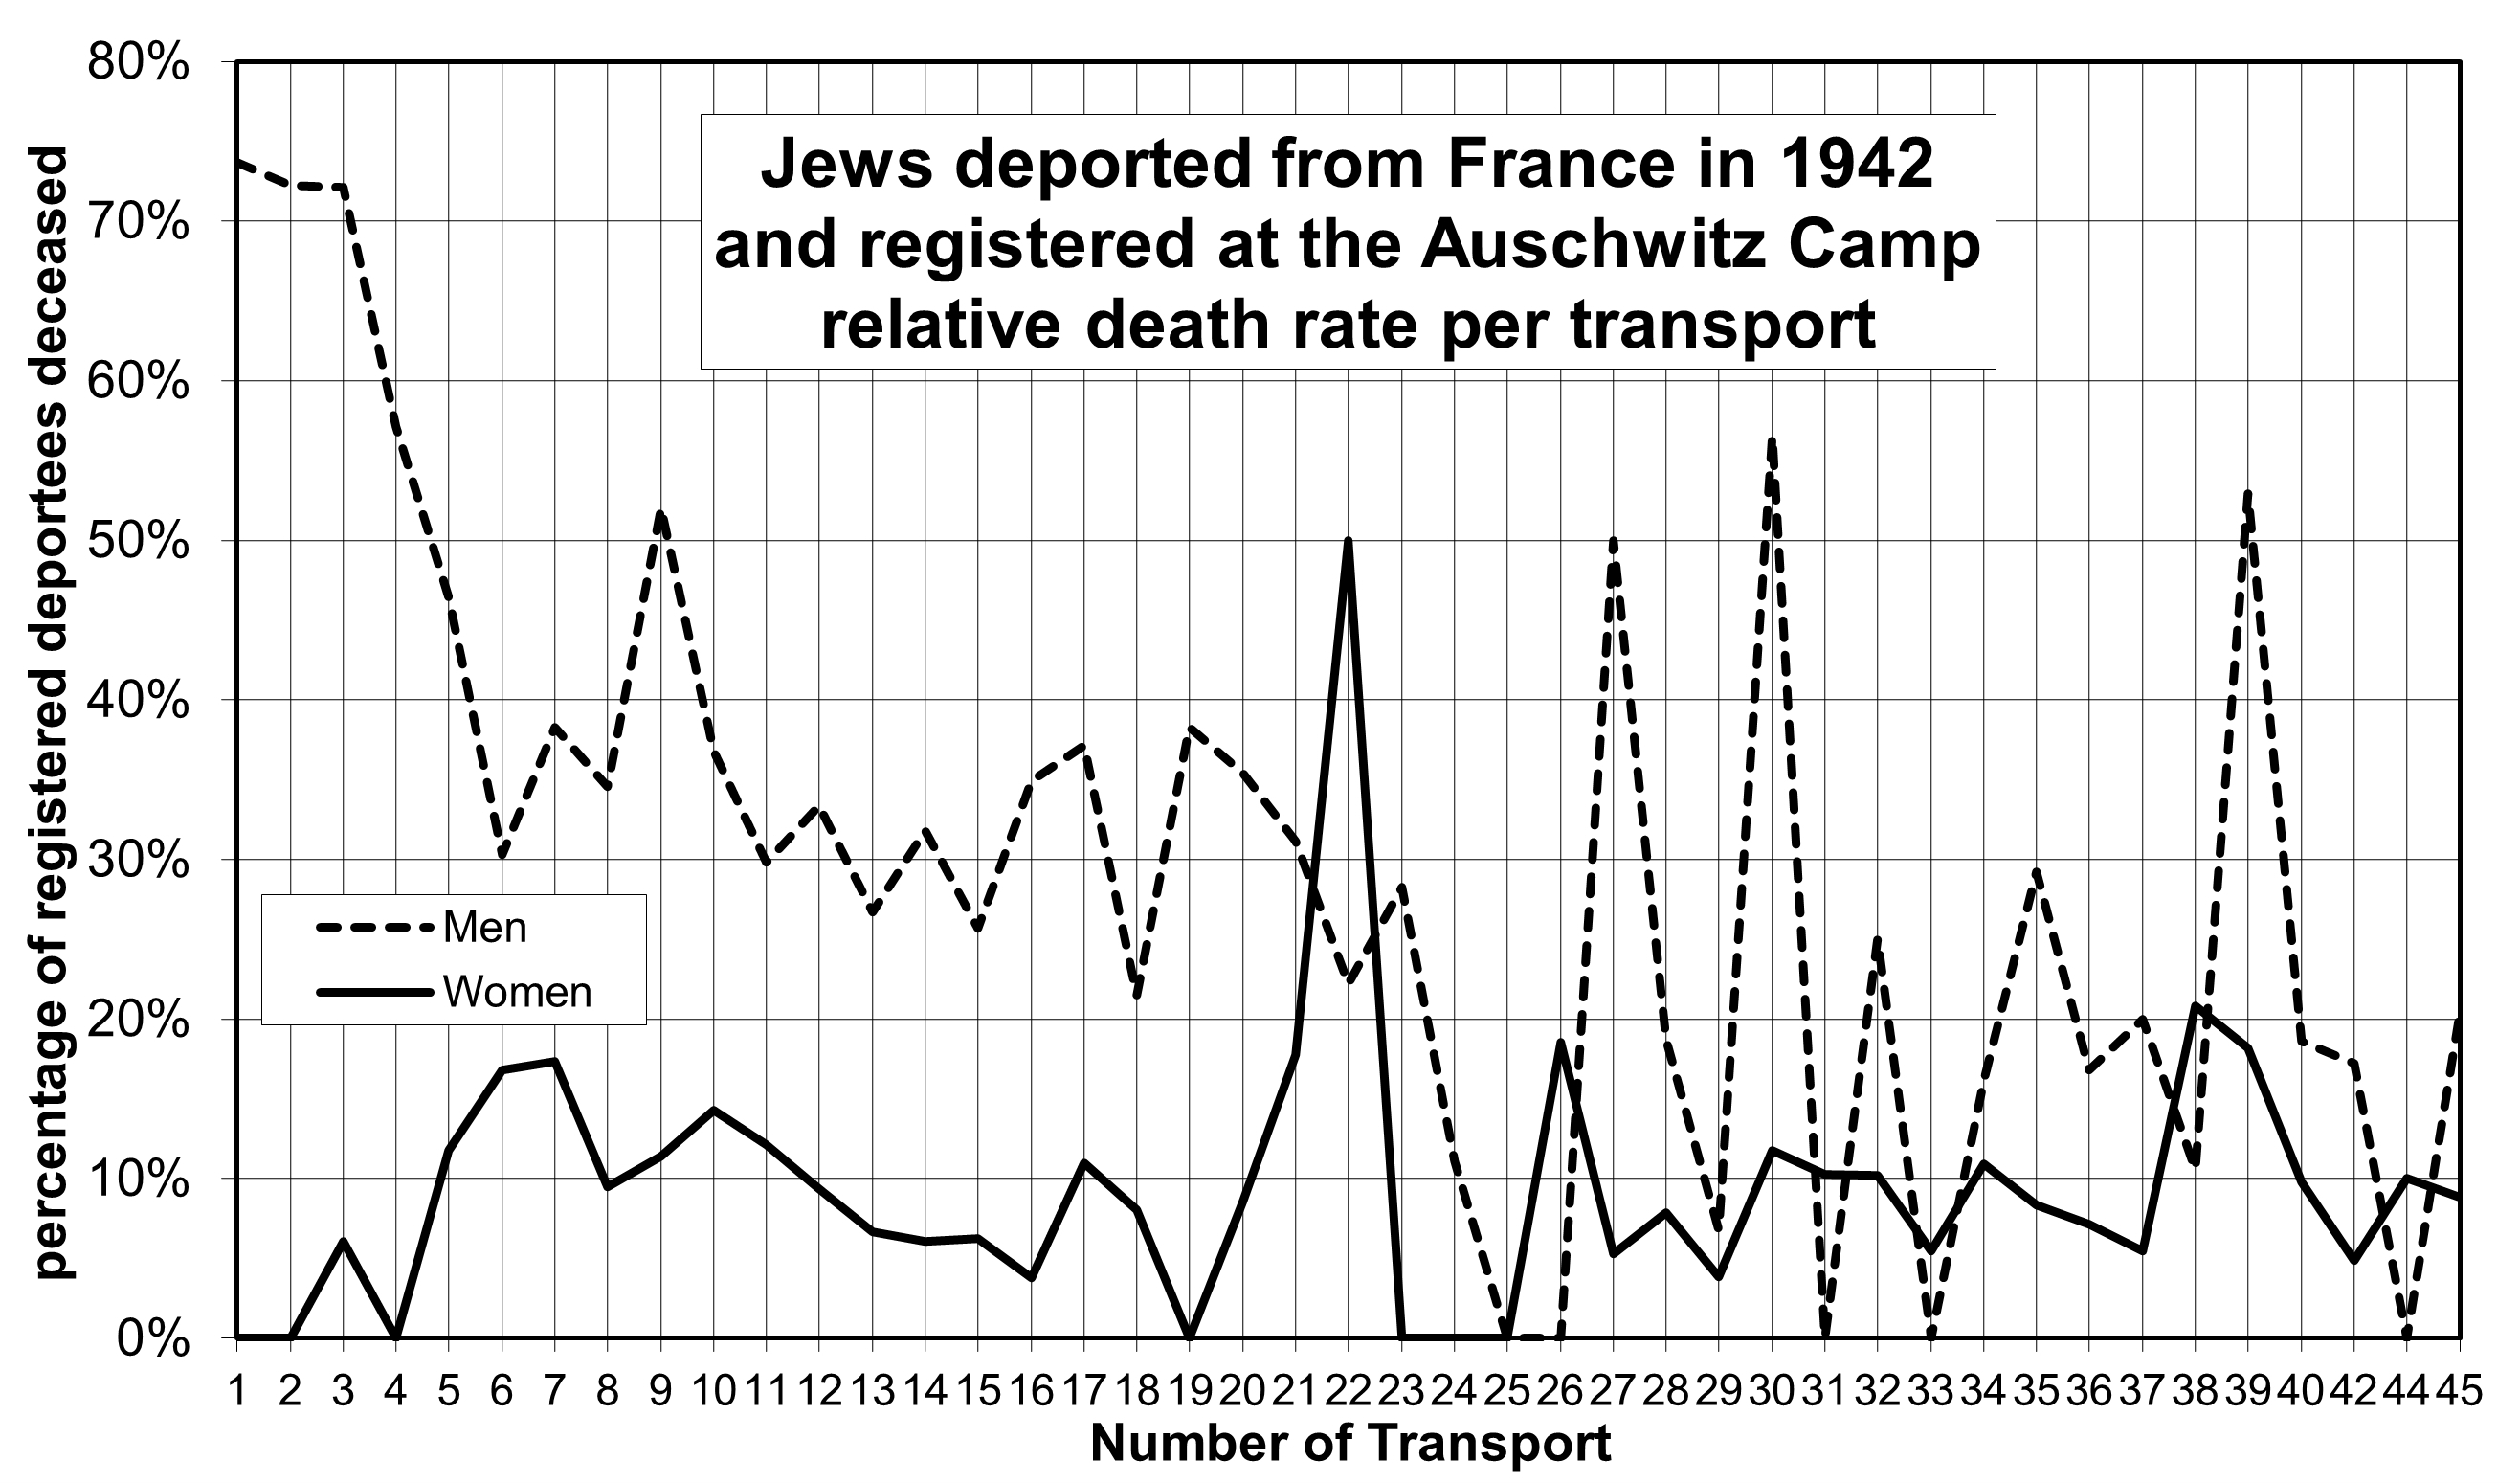 80%
70%
60%
50%
40%
30%
20%
10%
0%
percentage of registered deportees deceased
Jews deported from France in 1942
and registered at the Auschwitz Camp
relative death rate per transport
Men
Women
1 2 3 4 5 6 7 8 9 10 11 12 13 14 15 16 17 18 19 20 21 22 23 24 25 26 27 28 29 30 31 32 33 34 35 36 37 38 39 40 42 44 45
Number of Transport